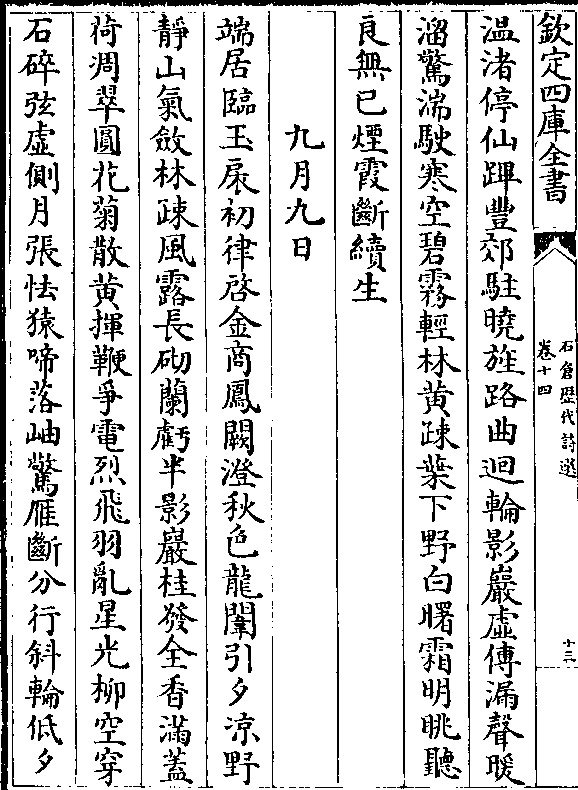 欽定四庫全書
石倉歴代詩選
卷十四
十三
温渚停仙蹕豐郊駐曉旌路曲迴輪影巖虛傳漏聲暖
溜驚湍駛寒空碧霧輕林黄疎葉下野白曙霜明眺聽
良無已煙霞斷續生
九月九日
端居臨玉扆初律啓金商鳳闕澄秋色龍闈引夕凉野
靜山氣斂林疎風露長砌蘭虧半影巖桂發全香滿蓋
荷凋翠圓花菊散黄揮鞭爭電烈飛羽亂星光柳空穿
石碎弦虛側月張怯猿啼落岫驚雁斷分行斜輪低夕